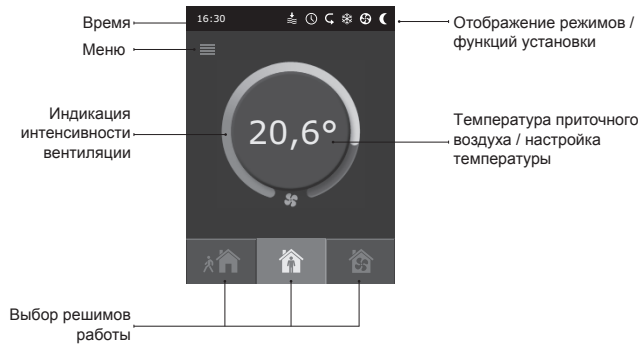 Время
16:30
Отображение режимов /
функций установки
Меню
Индикация
интенсивности
вентиляции
20,6°
Температура приточного
воздуха / настройка
температуры
Выбор решимов
работы